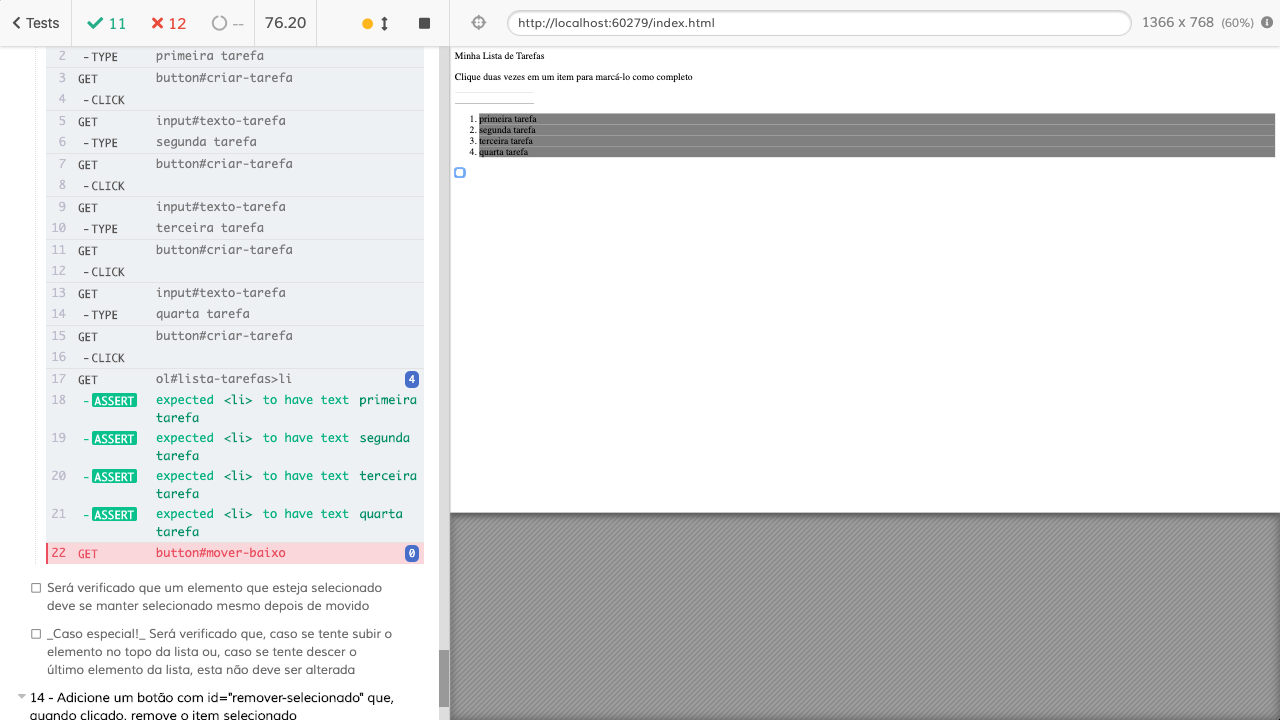 Tests 11 12 -- 76.20
2 -TYPE primeira tarefa
3 GET button#criar-tarefa
4 -CLICK
5 GET input#texto-tarefa
6 -TYPE segunda tarefa
7 GET button#criar-tarefa
8 -CLICK
9 GET input#texto-tarefa
10 -TYPE terceira tarefa
11 GET button#criar-tarefa
12 -CLICK
13 GET input#texto-tarefa
14 -TYPE quarta tarefa
15 GET button#criar-tarefa
16 -CLICK
17 GET ol#lista-tarefas>li 4
18 -ASSERT expected <li> to have text primeira
tarefa
19 -ASSERT expected <li> to have text segunda
tarefa
20 -ASSERT expected <li> to have text terceira
tarefa
21 -ASSERT expected <li> to have text quarta
tarefa
22 GET button#mover-baixo 0
Será verificado que um elemento que esteja selecionado
deve se manter selecionado mesmo depois de movido
_Caso especial!_ Será verificado que, caso se tente subir o
elemento no topo da lista ou, caso se tente descer o
último elemento da lista, esta não deve ser alterada
14 - Adicione um botão com id="remover-selecionado" que,
quando clicado, remove o item selecionado
http://localhost:60279/index.html 1366 x 768 (60%)
Minha Lista de Tarefas
Clique duas vezes em um item para marcá-lo como completo
1. primeira tarefa
2. segunda tarefa
3. terceira tarefa
4. quarta tarefa